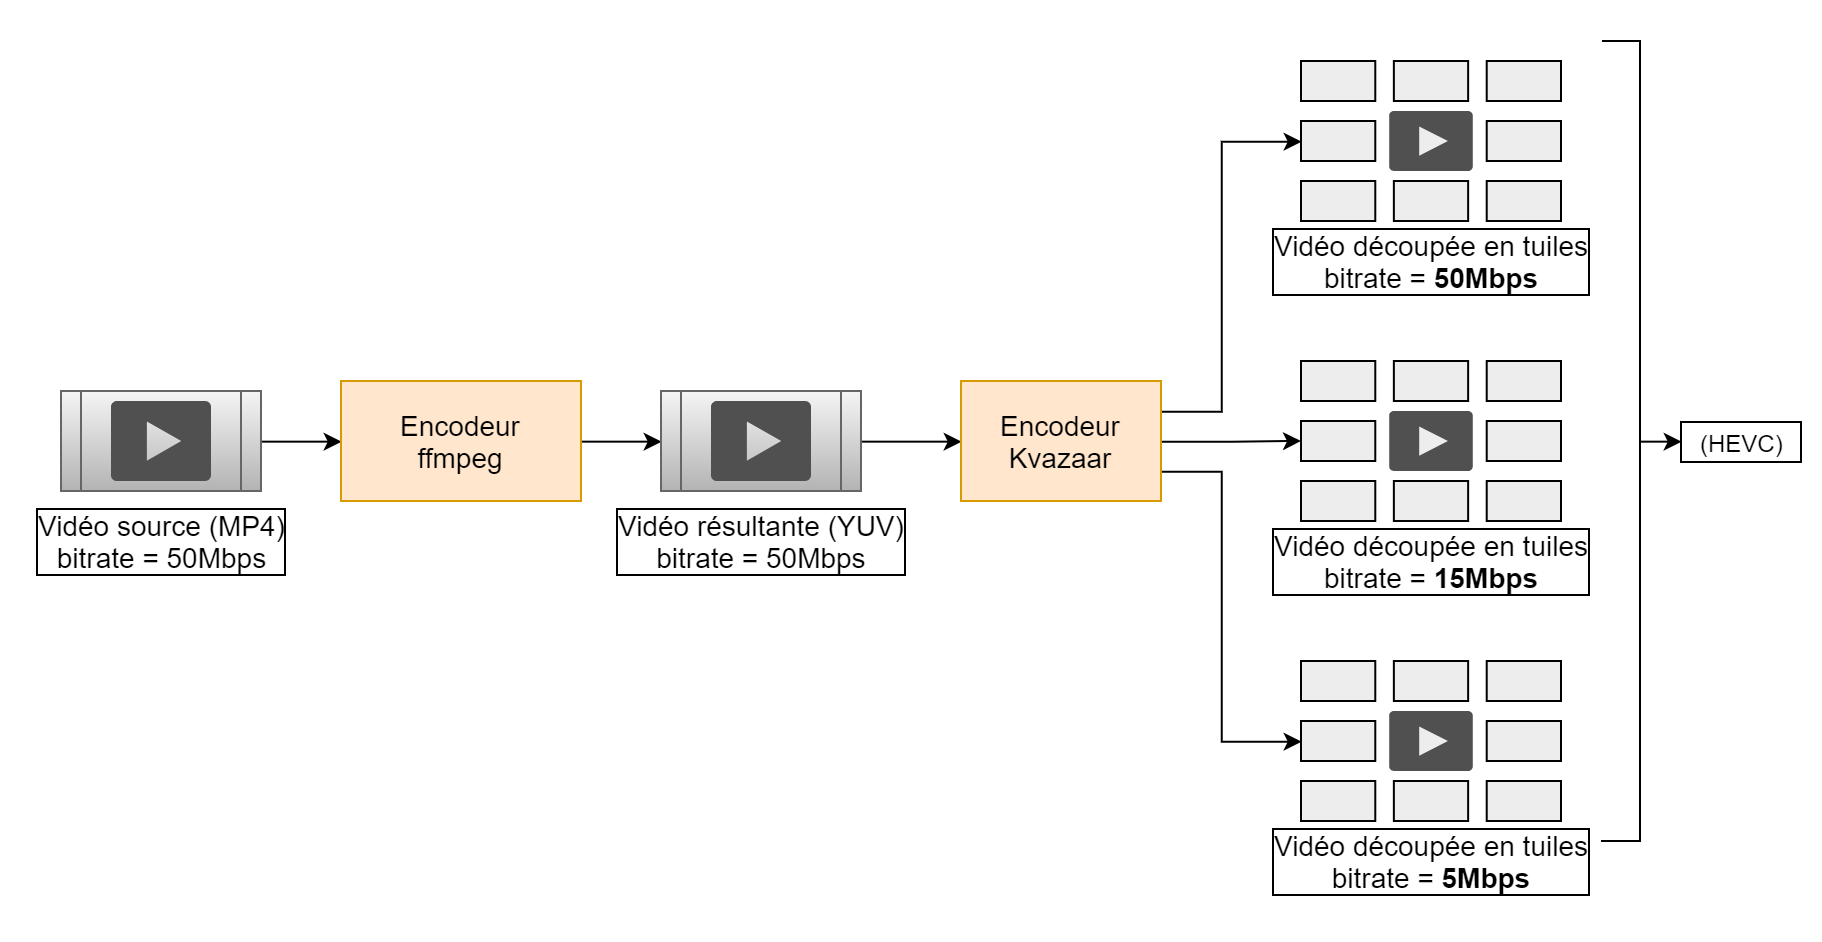 Vidéo source (MP4)
bitrate = 50Mbps
Encodeur
ffmpeg
Vidéo résultante (YUV)
bitrate = 50Mbps
Encodeur
Kvazaar
Vidéo découpée en tuiles
bitrate = 50Mbps
Vidéo découpée en tuiles
bitrate = 15Mbps
Vidéo découpée en tuiles
bitrate = 5Mbps
(HEVC)